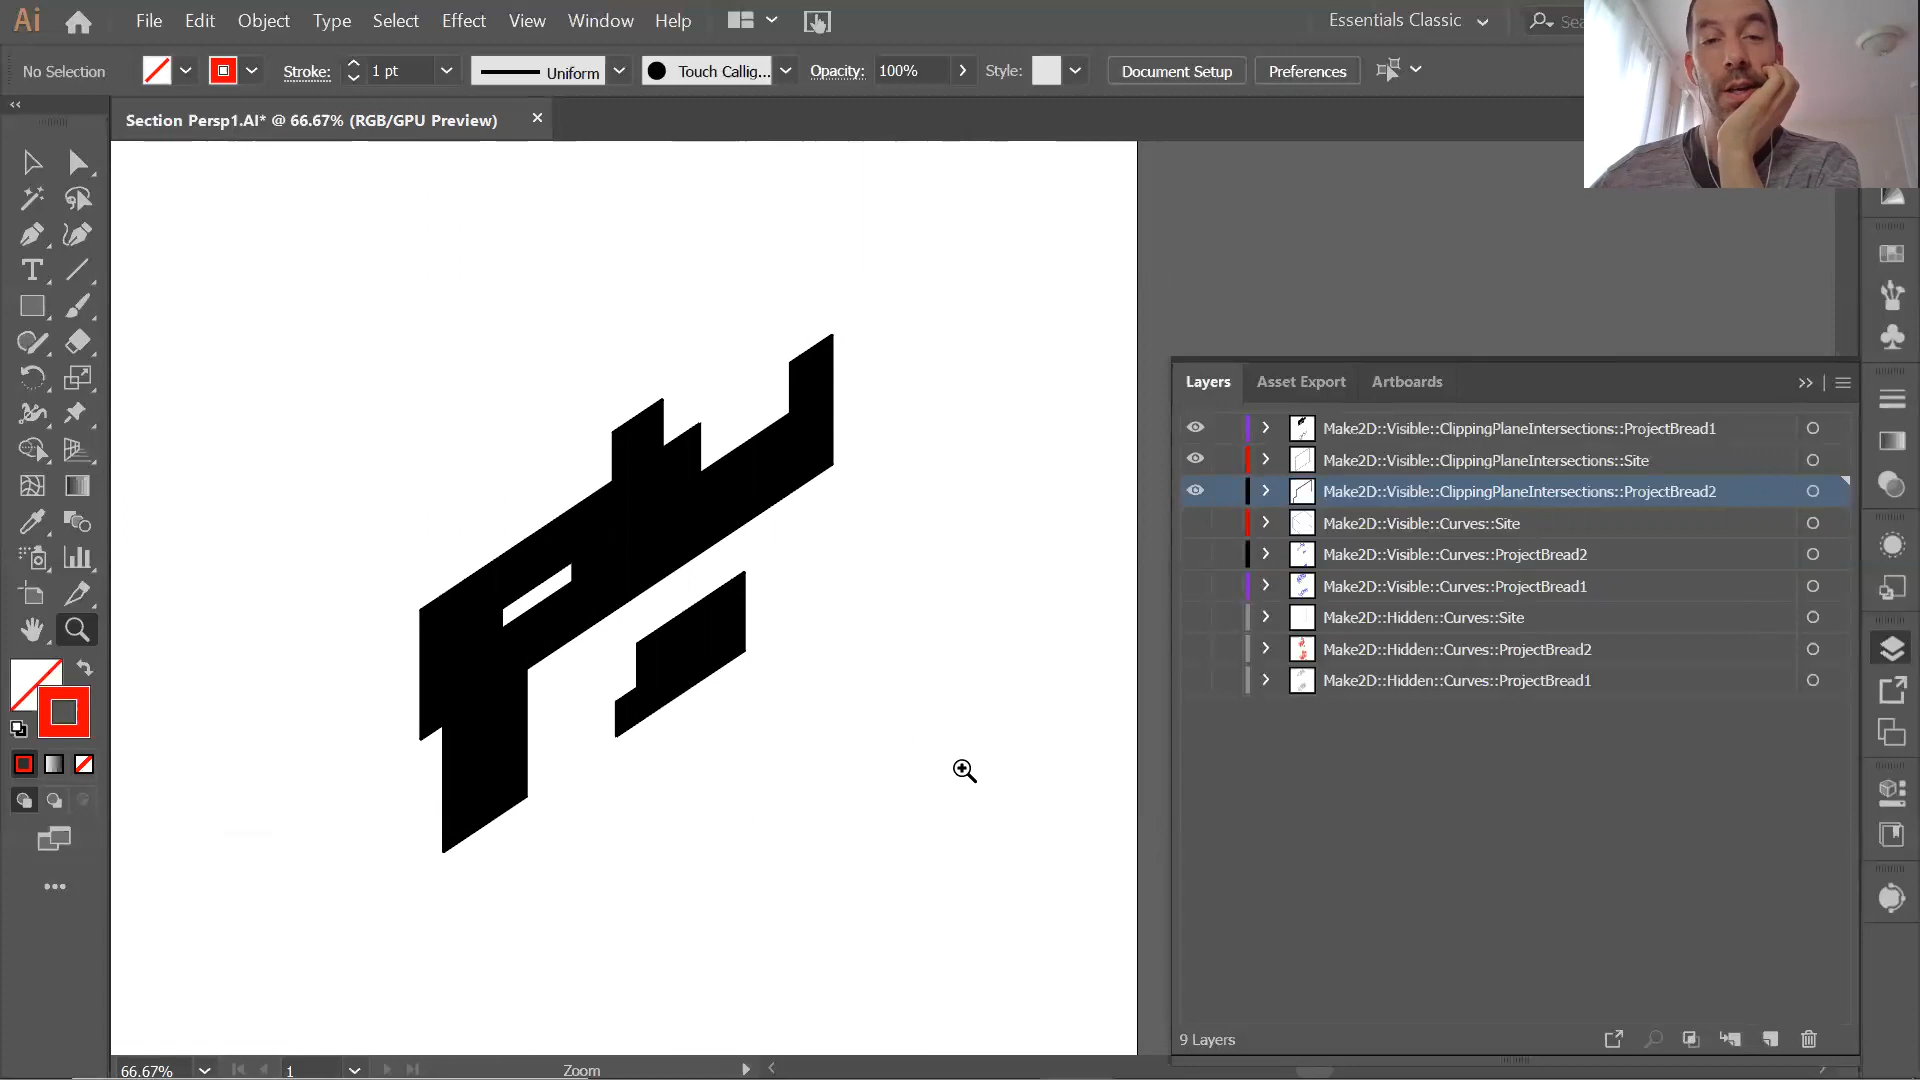 Ai File Edit Object Type Select Effect View Window Help Essentials Classic Sea
No Selection Stroke: 1 pt Uniform Touch Callig... Opacity: 100% Style: Document Setup Preferences
Section Persp1.AI* @ 66.67% (RGB/GPU Preview)
Layers Asset Export Artboards
Make2D::Visible::ClippingPlaneIntersections::ProjectBread1
Make2D::Visible::ClippingPlaneIntersections::Site
Make2D::Visible::ClippingPlaneIntersections::ProjectBread2
Make2D::Visible::Curves::Site
Make2D::Visible::Curves::ProjectBread2
Make2D::Visible::Curves::ProjectBread1
Make2D::Hidden::Curves::Site
Make2D::Hidden::Curves::ProjectBread2
Make2D::Hidden::Curves::ProjectBread1
9 Layers
66.67% 1 Zoom